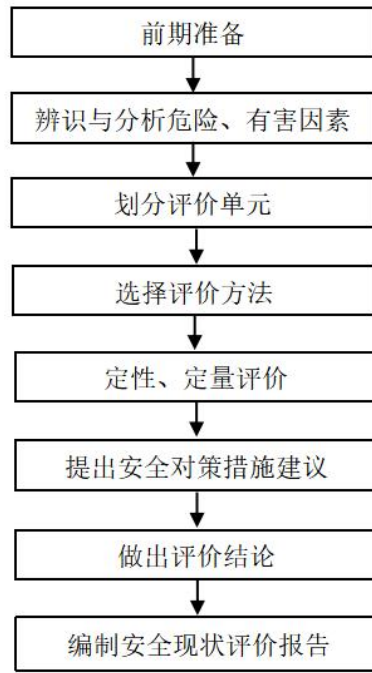 前期准备
辨识与分析危险、有害因素
划分评价单元
选择评价方法
定性、定量评价
提出安全对策措施建议
做出评价结论
编制安全现状评价报告